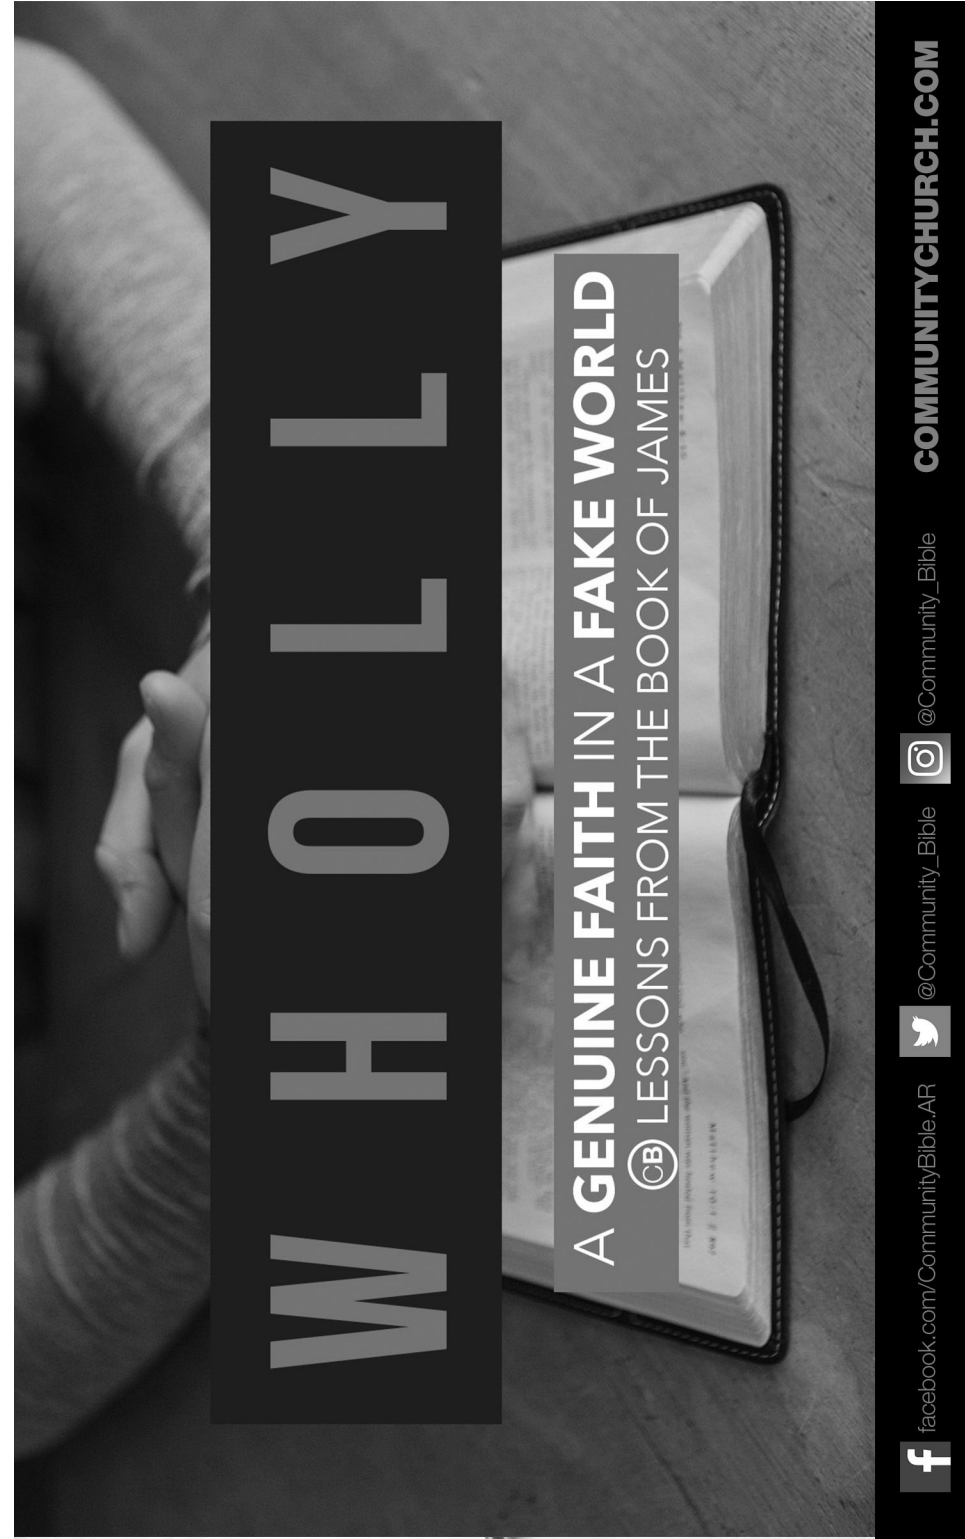 WHOLLY
A GENUINE FAITH IN A FAKE WORLD
CB LESSONS FROM THE BOOK OF JAMES
f facebook.com/CommunityBible.AR @Community_Bible @Community_Bible COMMUNITYCHURCH.COM